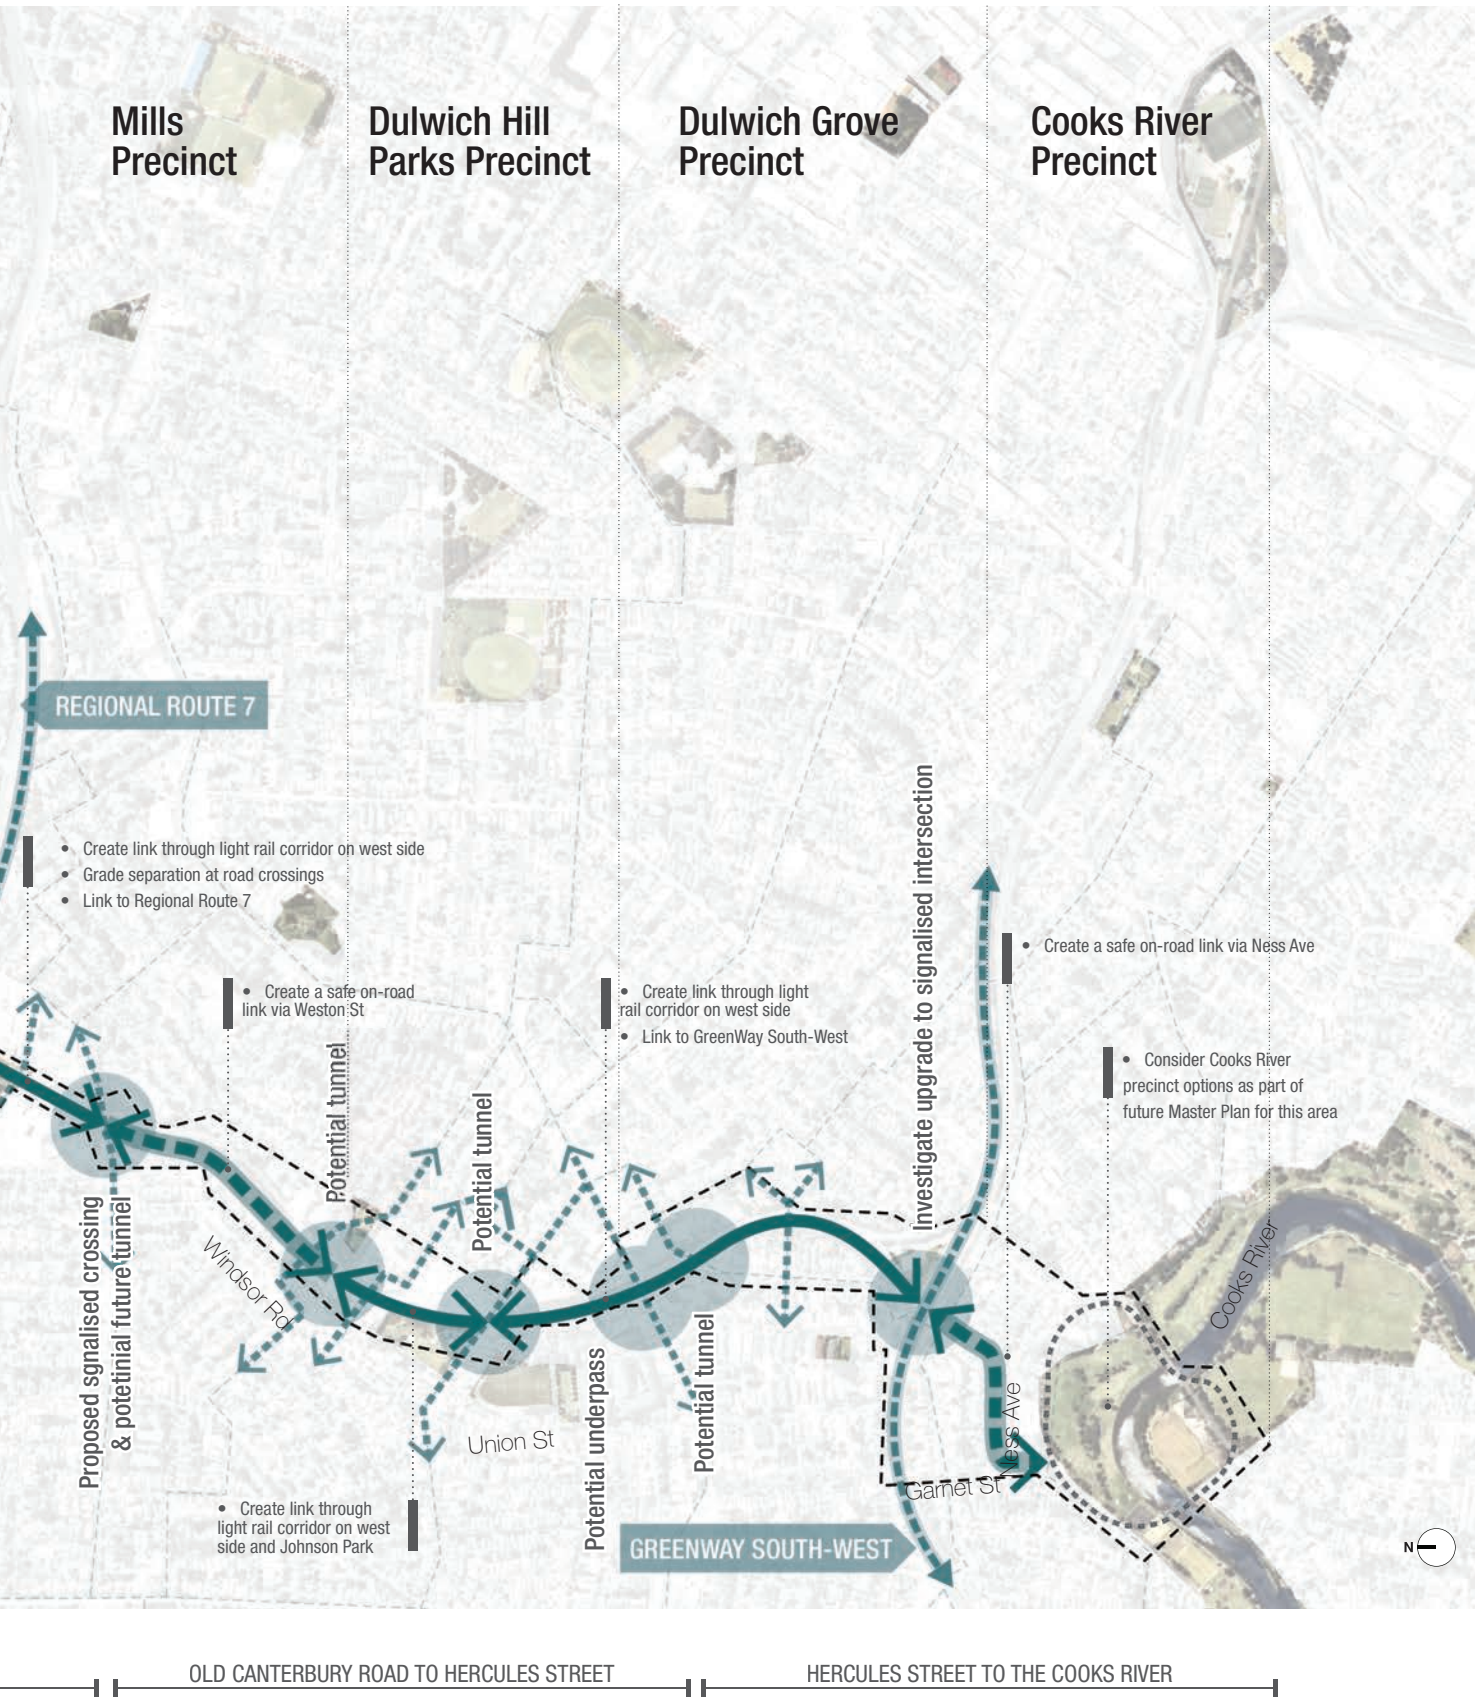 Mills
Precinct
Dulwich Hill
Parks Precinct
Dulwich Grove
Precinct
Cooks River
Precinct
REGIONAL ROUTE 7
• Create link through light rail corridor on west side
• Grade separation at road crossings
• Link to Regional Route 7
• Create a safe on-road
link via Weston St
• Create link through light
rail corridor on west side
• Link to GreenWay South-West
Investigate upgrade to signalised intersection
• Create a safe on-road link via Ness Ave
• Consider Cooks River
precinct options as part of
future Master Plan for this area
Potential tunnel
Potential tunnel
Proposed sgnalised crossing
& potetinial future tunnel
Windsor Rd
Union St
Potential underpass
Potential tunnel
Ness Ave
Garnet St
Cooks River
• Create link through
light rail corridor on west
side and Johnson Park
GREENWAY SOUTH-WEST
N
OLD CANTERBURY ROAD TO HERCULES STREET
HERCULES STREET TO THE COOKS RIVER